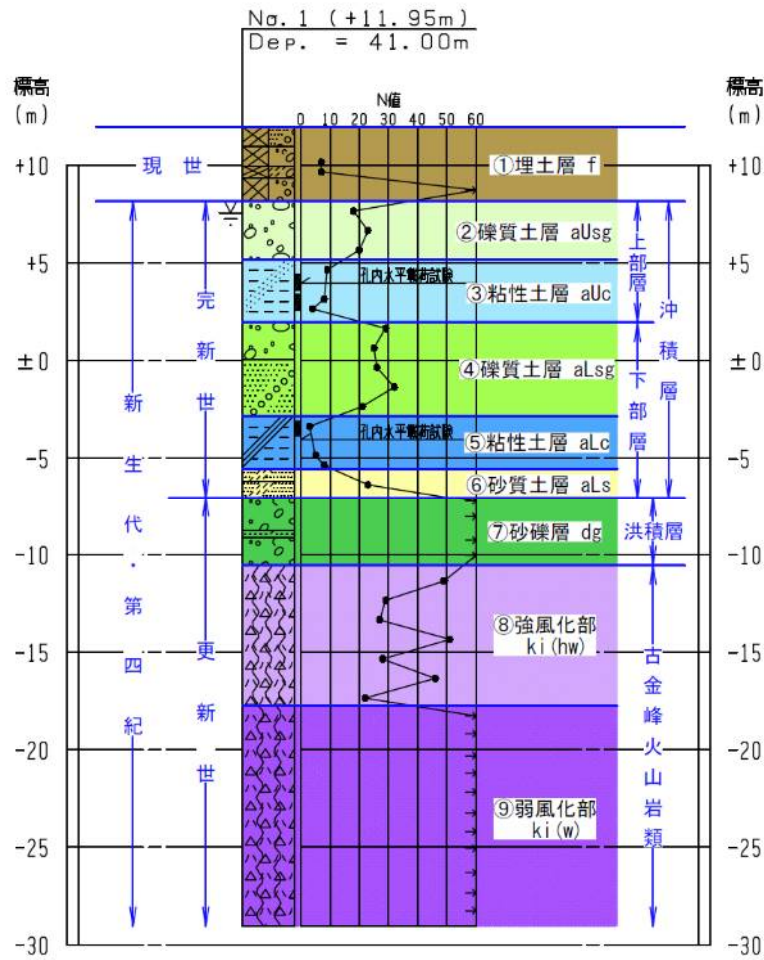 No. 1 (+11.95m)
Dep. = 41.00m
標高
(m)
標高
(m)
N値
0 10 20 30 40 50 60
+10
+5
±0
-5
-10
-15
-20
-25
-30
+10
+5
±0
-5
-10
-15
-20
-25
-30
現世
新生代・第四紀
完新世
更新世
①埋土層 f
②礫質土層 aUsg
孔内水平載荷試験
③粘性土層 aUc
④礫質土層 aLsg
孔内水平載荷試験
⑤粘性土層 aLc
⑥砂質土層 aLs
⑦砂礫層 dg
⑧強風化部
ki(hw)
⑨弱風化部
ki(w)
上部層
下部層
沖積層
洪積層
古金峰火山岩類